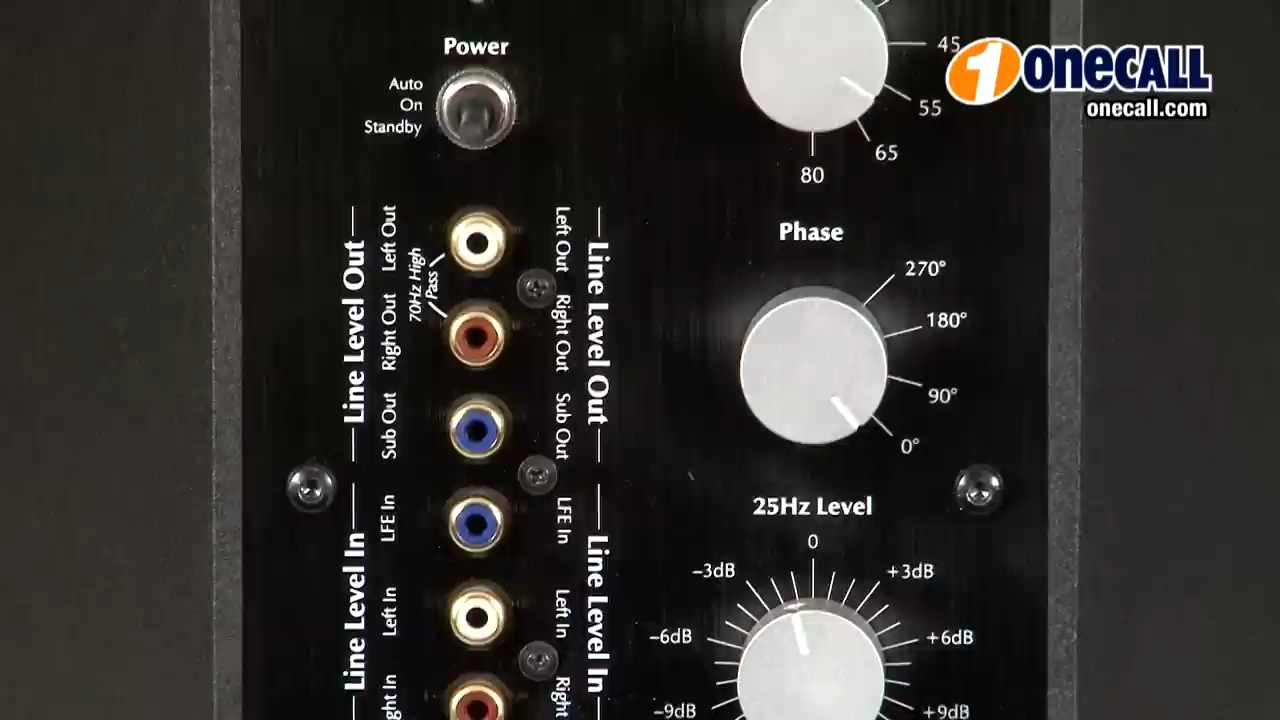 Power
Auto
On
Standby
45
55
65
80
1 onecall
onecall.com
Line Level Out
Left Out
Right Out
Sub Out
70Hz High
Pass
Left Out
Right Out
Sub Out
Line Level Out
Phase
270°
180°
90°
0°
Line Level In
LFE In
Left In
LFE In
Left In
Right
Line Level In
25Hz Level
0
–3dB
+3dB
–6dB
+6dB
–9dB
+9dB